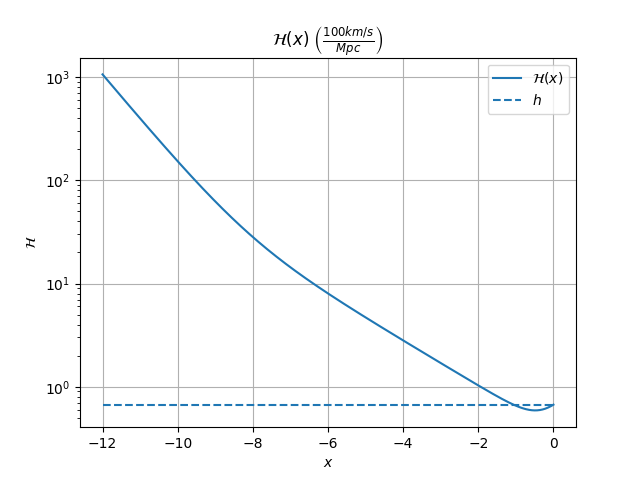 ℋ(x) (100km/s / Mpc)
ℋ(x)
h
10³
10²
10¹
10⁰
ℋ
−12 −10 −8 −6 −4 −2 0
x